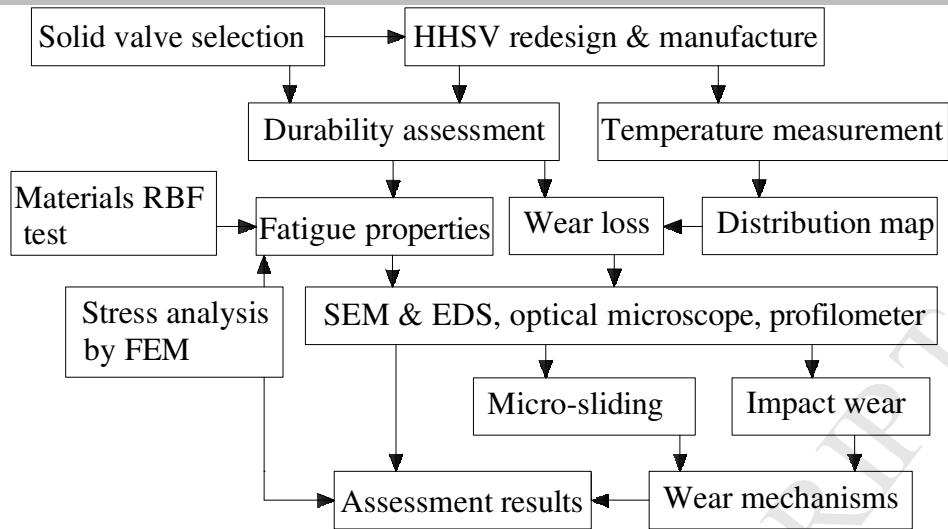 Solid valve selection
HHSV redesign & manufacture
Durability assessment
Temperature measurement
Materials RBF
test
Fatigue properties
Wear loss
Distribution map
Stress analysis
by FEM
SEM & EDS, optical microscope, profilometer
Micro-sliding
Impact wear
Assessment results
Wear mechanisms
RIPT